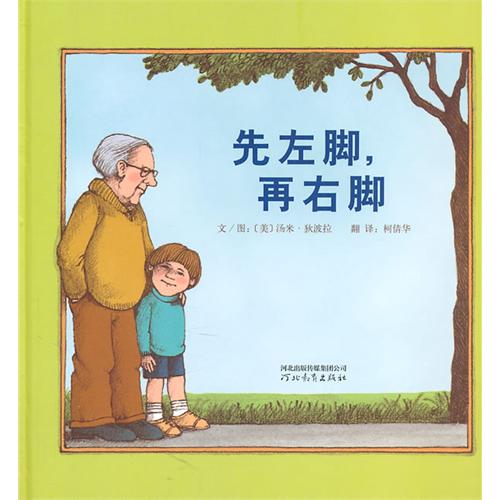 先左脚，
再右脚
文/图：〔美〕汤米·狄波拉 翻 译：柯倩华
河北出版传媒集团公司
河北教育出版社